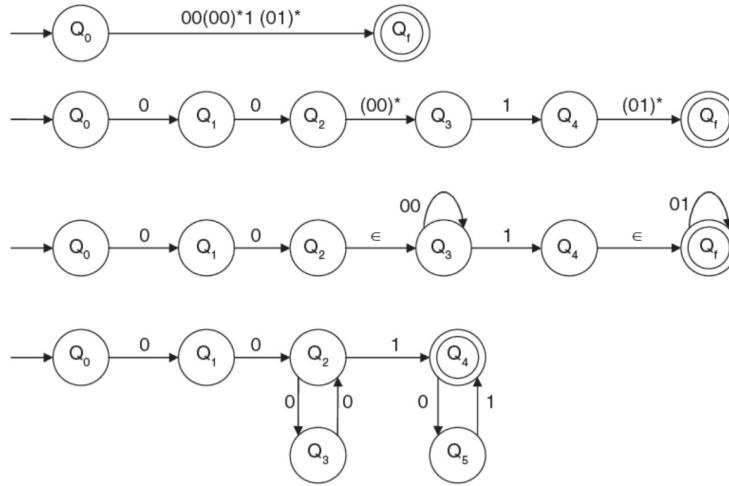 00(00)*1 (01)*
Q0 Qf
0 0 (00)* 1 (01)*
Q0 Q1 Q2 Q3 Q4 Qf
00 01
0 0 ∈ 1 ∈
Q0 Q1 Q2 Q3 Q4 Qf
0 0 1
Q0 Q1 Q2 Q4
0 0 0 1
Q3 Q5